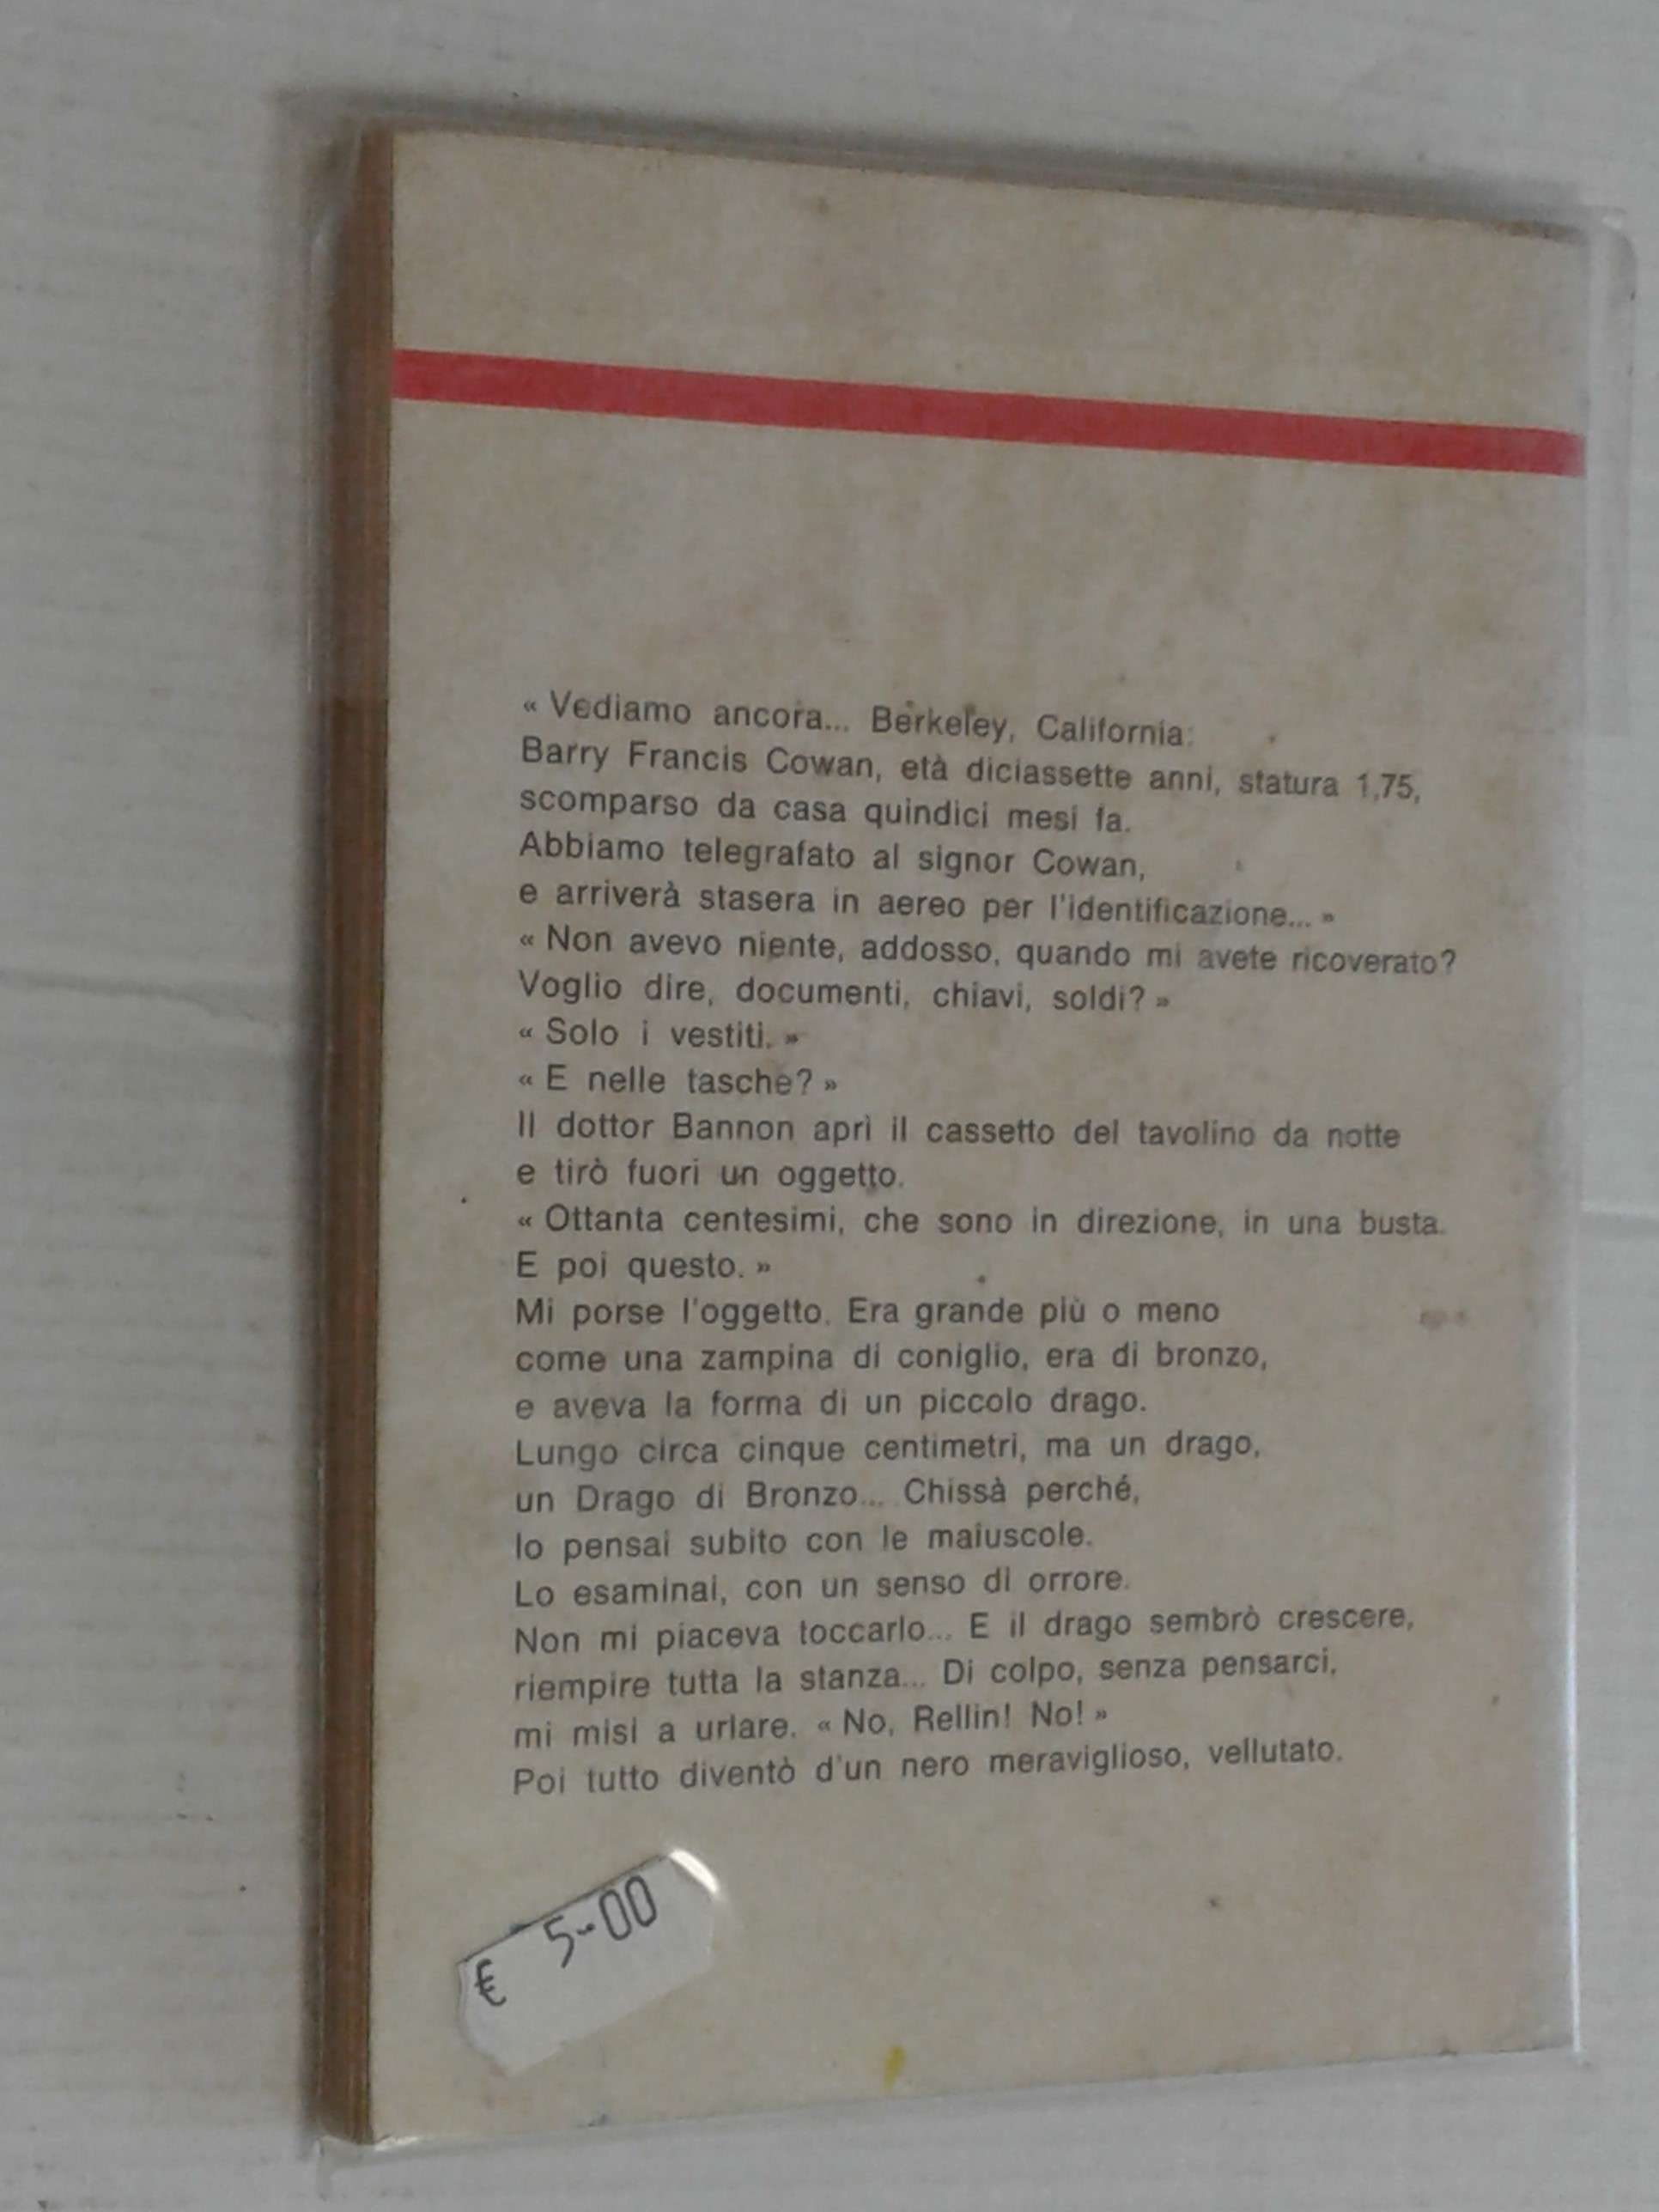 « Vediamo ancora... Berkeley, California:
Barry Francis Cowan, età diciassette anni, statura 1,75,
scomparso da casa quindici mesi fa.
Abbiamo telegrafato al signor Cowan,
e arriverà stasera in aereo per l'identificazione... »
« Non avevo niente, addosso, quando mi avete ricoverato?
Voglio dire, documenti, chiavi, soldi? »
« Solo i vestiti. »
« E nelle tasche? »
Il dottor Bannon aprì il cassetto del tavolino da notte
e tirò fuori un oggetto.
« Ottanta centesimi, che sono in direzione, in una busta.
E poi questo. »
Mi porse l'oggetto. Era grande più o meno
come una zampina di coniglio, era di bronzo,
e aveva la forma di un piccolo drago.
Lungo circa cinque centimetri, ma un drago,
un Drago di Bronzo... Chissà perché,
lo pensai subito con le maiuscole.
Lo esaminai, con un senso di orrore.
Non mi piaceva toccarlo... E il drago sembrò crescere,
riempire tutta la stanza... Di colpo, senza pensarci,
mi misi a urlare. « No, Rellin! No! »
Poi tutto diventò d'un nero meraviglioso, vellutato.
€ 5-00